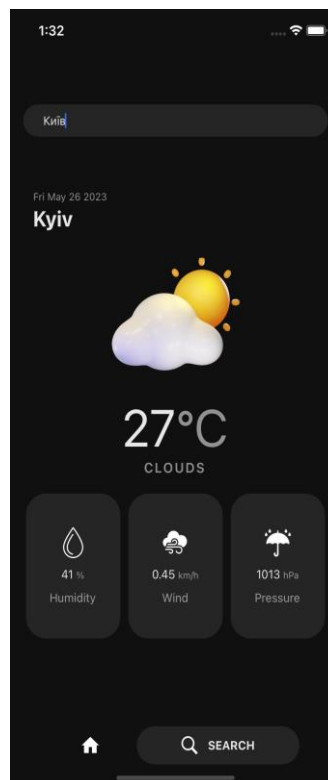 1:32
Київ
Fri May 26 2023
Kyiv
27°C
CLOUDS
41 % 0.45 km/h 1013 hPa
Humidity Wind Pressure
SEARCH